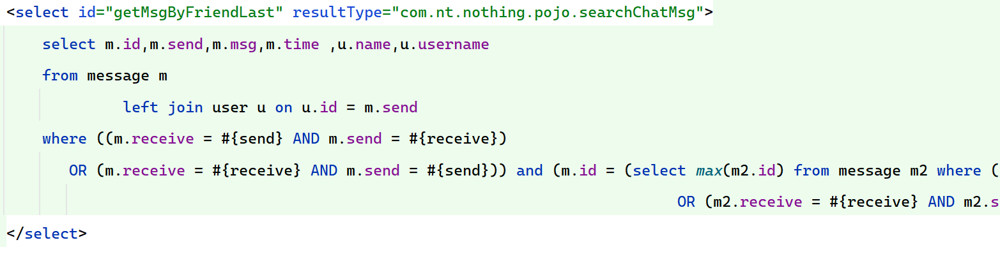 <select id="getMsgByFriendLast" resultType="com.nt.nothing.pojo.searchChatMsg">
select m.id,m.send,m.msg,m.time ,u.name,u.username
from message m
left join user u on u.id = m.send
where ((m.receive = #{send} AND m.send = #{receive})
OR (m.receive = #{receive} AND m.send = #{send})) and (m.id = (select max(m2.id) from message m2 where (
OR (m2.receive = #{receive} AND m2.s
</select>